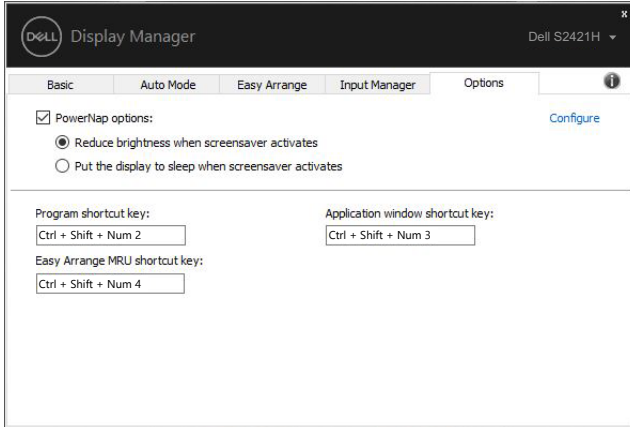 x
DELL Display Manager Dell S2421H
Basic Auto Mode Easy Arrange Input Manager Options i
PowerNap options: Configure
Reduce brightness when screensaver activates
Put the display to sleep when screensaver activates
Program shortcut key: Application window shortcut key:
Ctrl + Shift + Num 2 Ctrl + Shift + Num 3
Easy Arrange MRU shortcut key:
Ctrl + Shift + Num 4